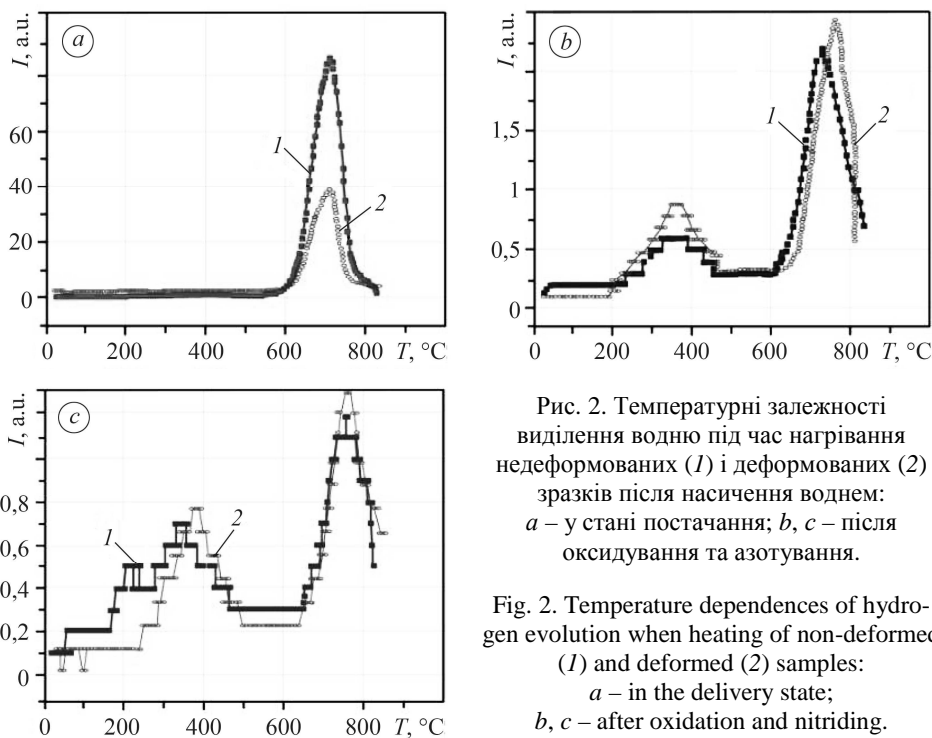 I, a.u.
a
60
40
20
0
1
2
0 200 400 600 800 T, °C
I, a.u.
b
1,5
1
0,5
0
1
2
0 200 400 600 800 T, °C
I, a.u.
c
0,8
0,6
0,4
0,2
0
1
2
0 200 400 600 800 T, °C
Рис. 2. Температурні залежності
виділення водню під час нагрівання
недеформованих (1) і деформованих (2)
зразків після насичення воднем:
a – у стані постачання; b, c – після
оксидування та азотування.
Fig. 2. Temperature dependences of hydro-
gen evolution when heating of non-deformed
(1) and deformed (2) samples:
a – in the delivery state;
b, c – after oxidation and nitriding.